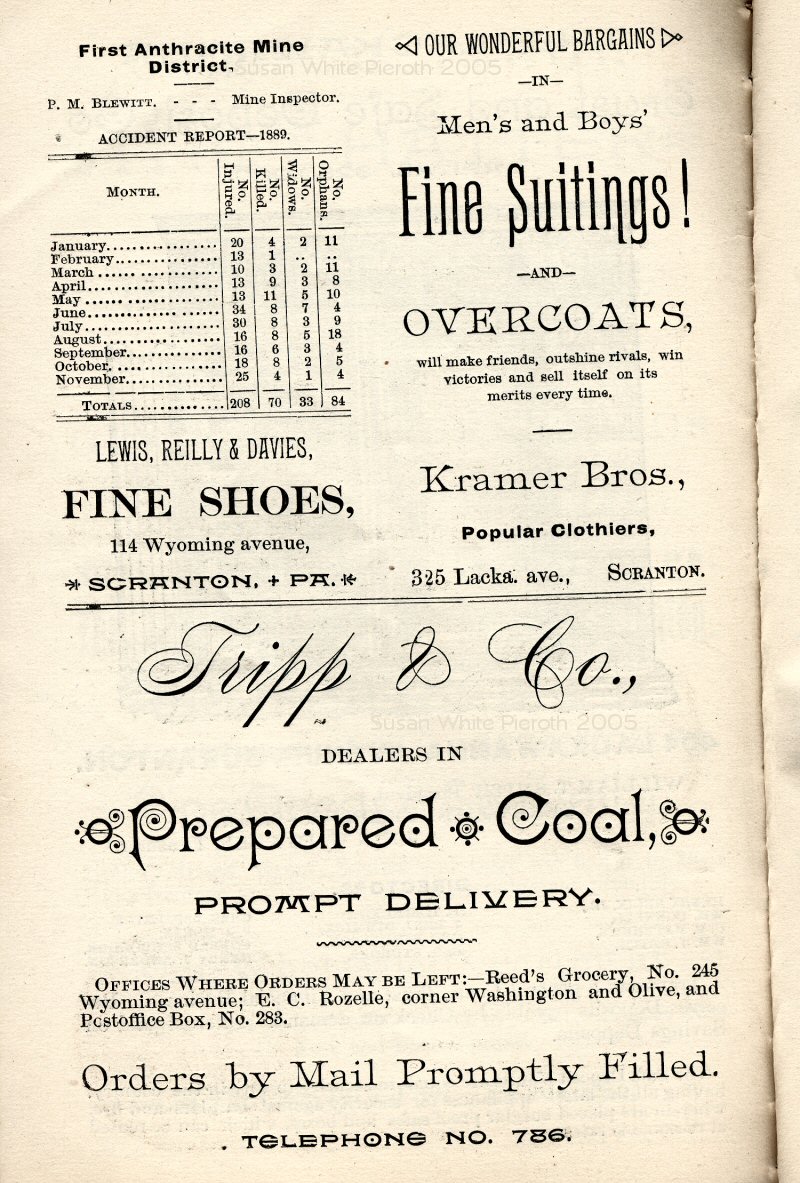 First Anthracite Mine
District,
P. M. BLEWITT. - - - Mine Inspector.
ACCIDENT REPORT—1889.
MONTH. No. Injured. No. Killed. No. Widows. No. Orphans.
January.................. 20 4 2 11
February................. 13 1 .. ..
March .................... 10 3 2 11
April..................... 13 9 3 8
May ...................... 13 11 5 10
June...................... 34 8 7 4
July...................... 30 8 3 9
August.................... 16 8 5 18
September................. 16 6 3 4
October. ................. 18 8 2 5
November.................. 25 4 1 4
TOTALS.............. 208 70 33 84
LEWIS, REILLY & DAVIES,
FINE SHOES,
114 Wyoming avenue,
SCRANTON, + PA.
OUR WONDERFUL BARGAINS
—IN—
Men's and Boys'
Fine Suitings!
—AND—
OVERCOATS,
will make friends, outshine rivals, win
victories and sell itself on its
merits every time.
Kramer Bros.,
Popular Clothiers,
325 Lacka. ave., SCRANTON.
Tripp & Co.,
DEALERS IN
Prepared Coal,
PROMPT DELIVERY.
OFFICES WHERE ORDERS MAY BE LEFT:—Reed's Grocery, No. 245
Wyoming avenue; E. C. Rozelle, corner Washington and Olive, and
Postoffice Box, No. 283.
Orders by Mail Promptly Filled.
TELEPHONE NO. 786.
Susan White Pieroth 2005
Susan White Pieroth 2005